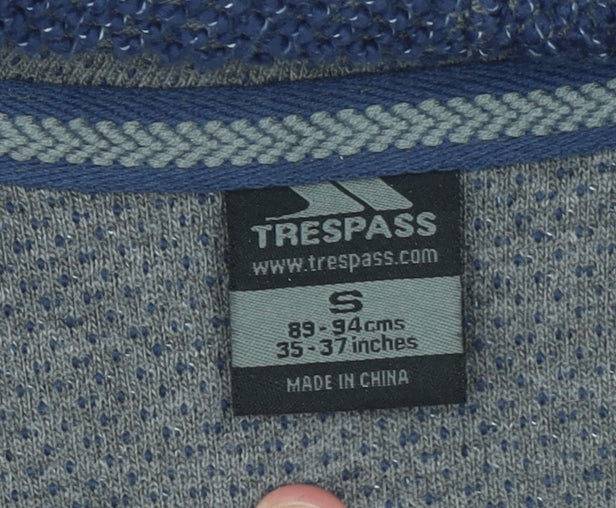 TRESPASS
www.trespass.com
S
89-94cms
35-37inches
MADE IN CHINA